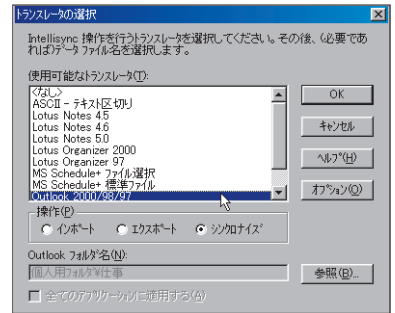 トランスレータの選択
Intellisync 操作を行うトランスレータを選択してください。その後、(必要であ
れば)データ ファイル名を選択します。
使用可能なトランスレータ(T):
<なし>
ASCII - テキスト区切り
Lotus Notes 4.5
Lotus Notes 4.6
Lotus Notes 5.0
Lotus Organizer 2000
Lotus Organizer 97
MS Schedule+ ファイル選択
MS Schedule+ 標準ファイル
Outlook 2000/98/97
OK
キャンセル
ヘルプ(H)
オプション(O)
操作(P)
インポート
エクスポート
シンクロナイズ
Outlook フォルダ名(N):
個人用フォルダ¥仕事
参照(B)...
全てのアプリケーションに適用する(A)